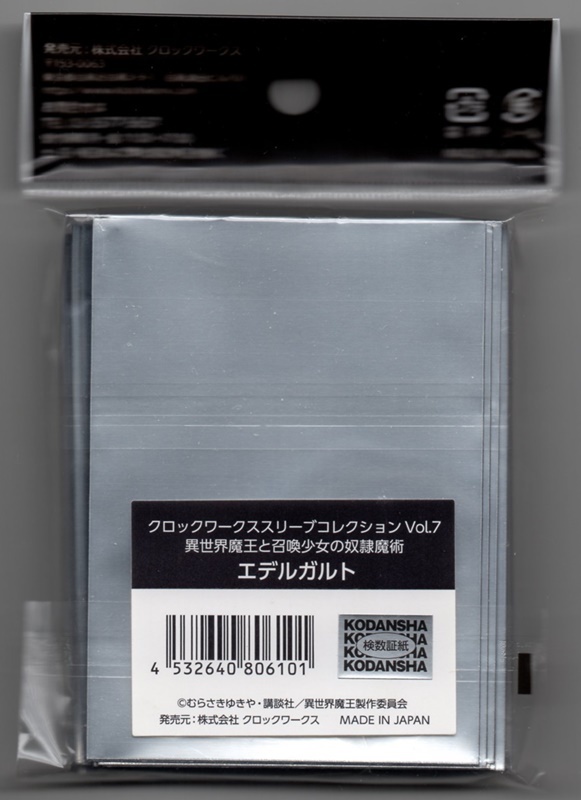 発売元：株式会社 クロックワークス
〒153-0063
クロックワークススリーブコレクション Vol.7
異世界魔王と召喚少女の奴隷魔術
エデルガルト
KODANSHA
検数証紙
KODANSHA
4 532640 806101
©むらさきゆきや・講談社／異世界魔王製作委員会
発売元：株式会社 クロックワークス MADE IN JAPAN